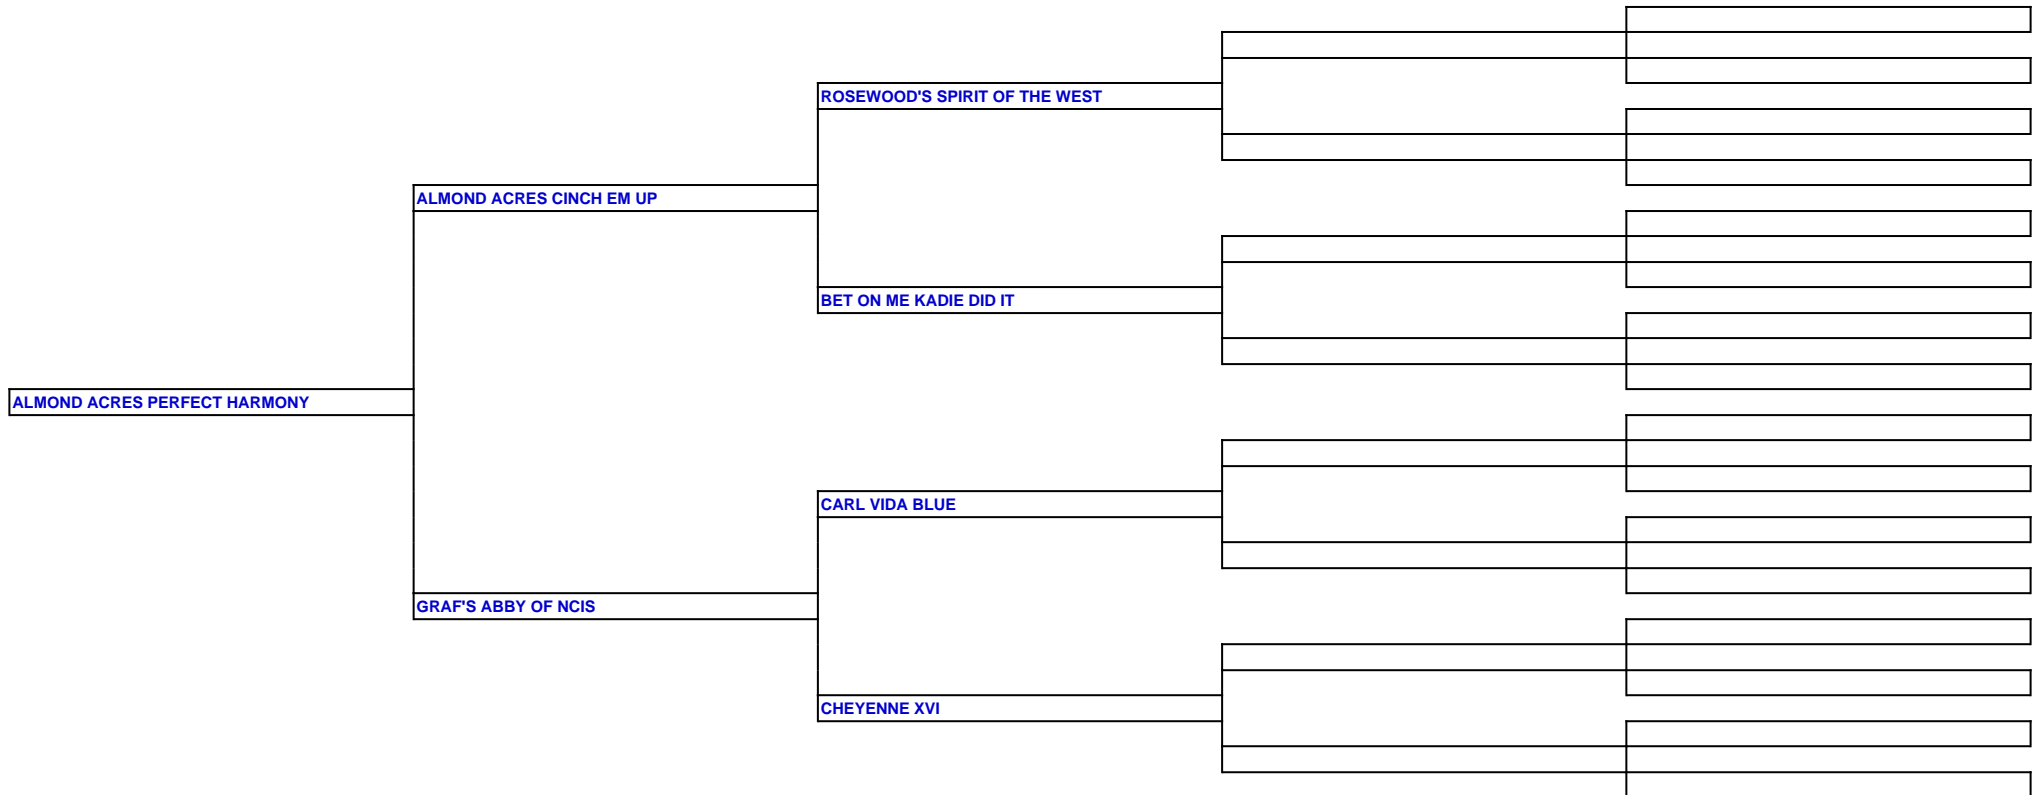 ROSEWOOD'S SPIRIT OF THE WEST
ALMOND ACRES CINCH EM UP
BET ON ME KADIE DID IT
ALMOND ACRES PERFECT HARMONY
CARL VIDA BLUE
GRAF'S ABBY OF NCIS
CHEYENNE XVI